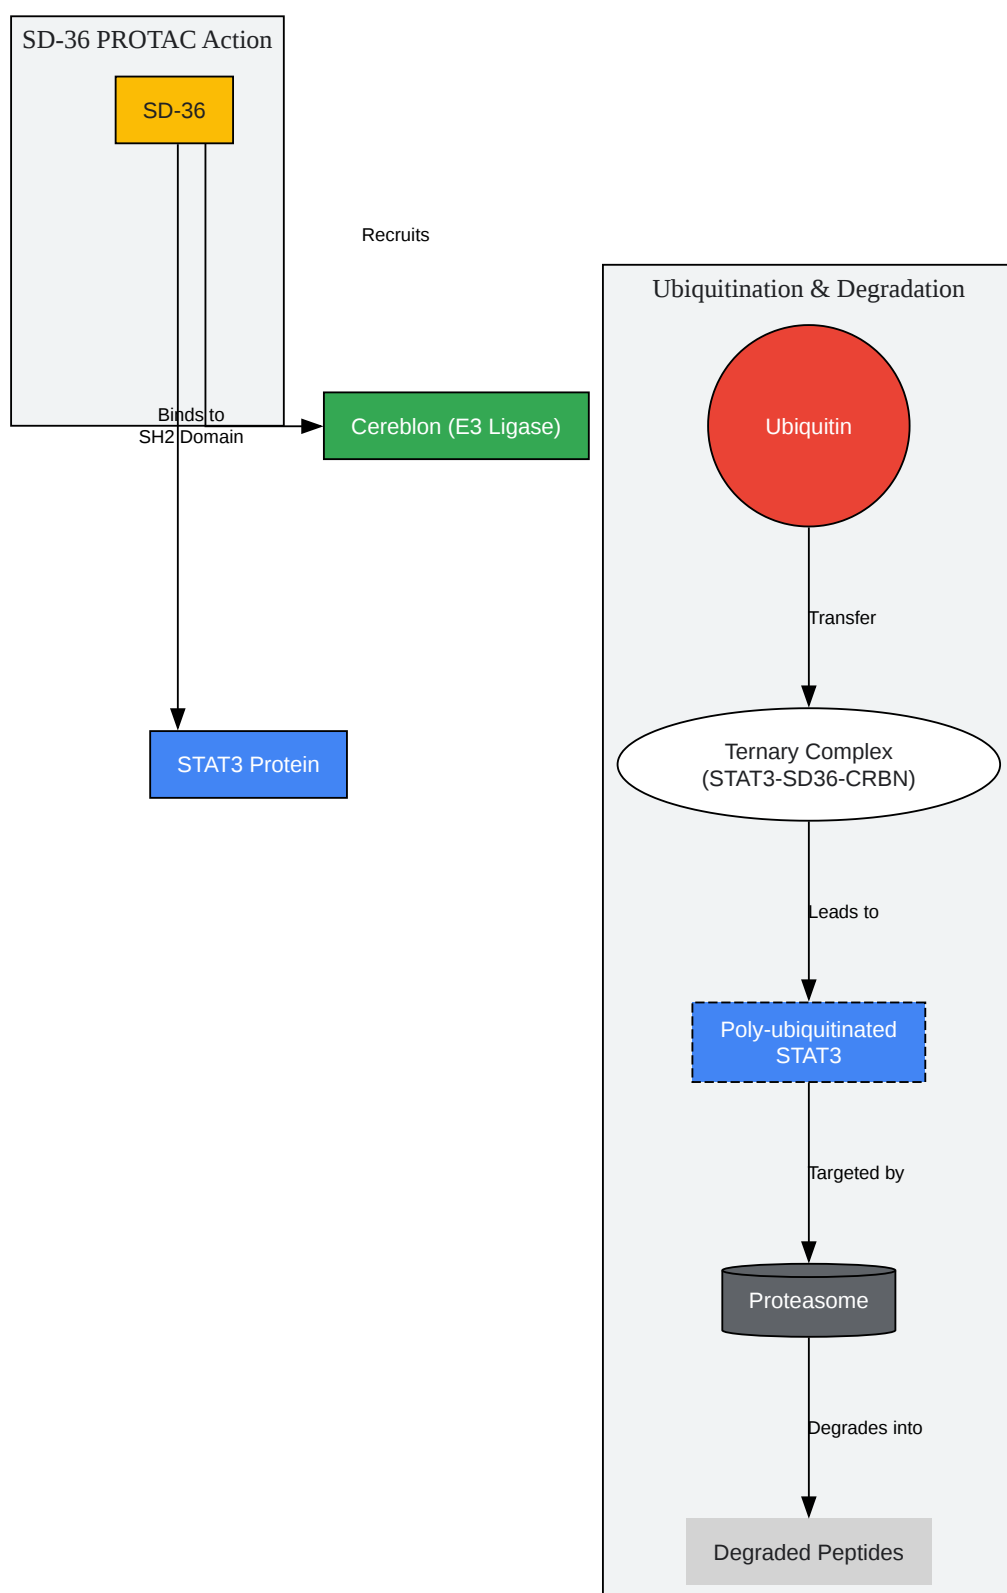 SD-36 PROTAC Action
SD-36
Recruits
Binds to
SH2 Domain
Cereblon (E3 Ligase)
STAT3 Protein
Ubiquitination & Degradation
Ubiquitin
Transfer
Ternary Complex
(STAT3-SD36-CRBN)
Leads to
Poly-ubiquitinated
STAT3
Targeted by
Proteasome
Degrades into
Degraded Peptides